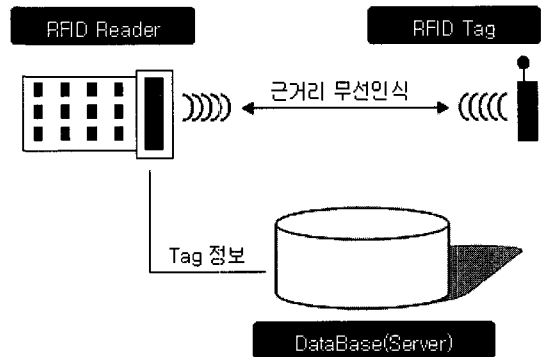 RFID Reader
RFID Tag
근거리 무선인식
Tag 정보
DataBase(Server)